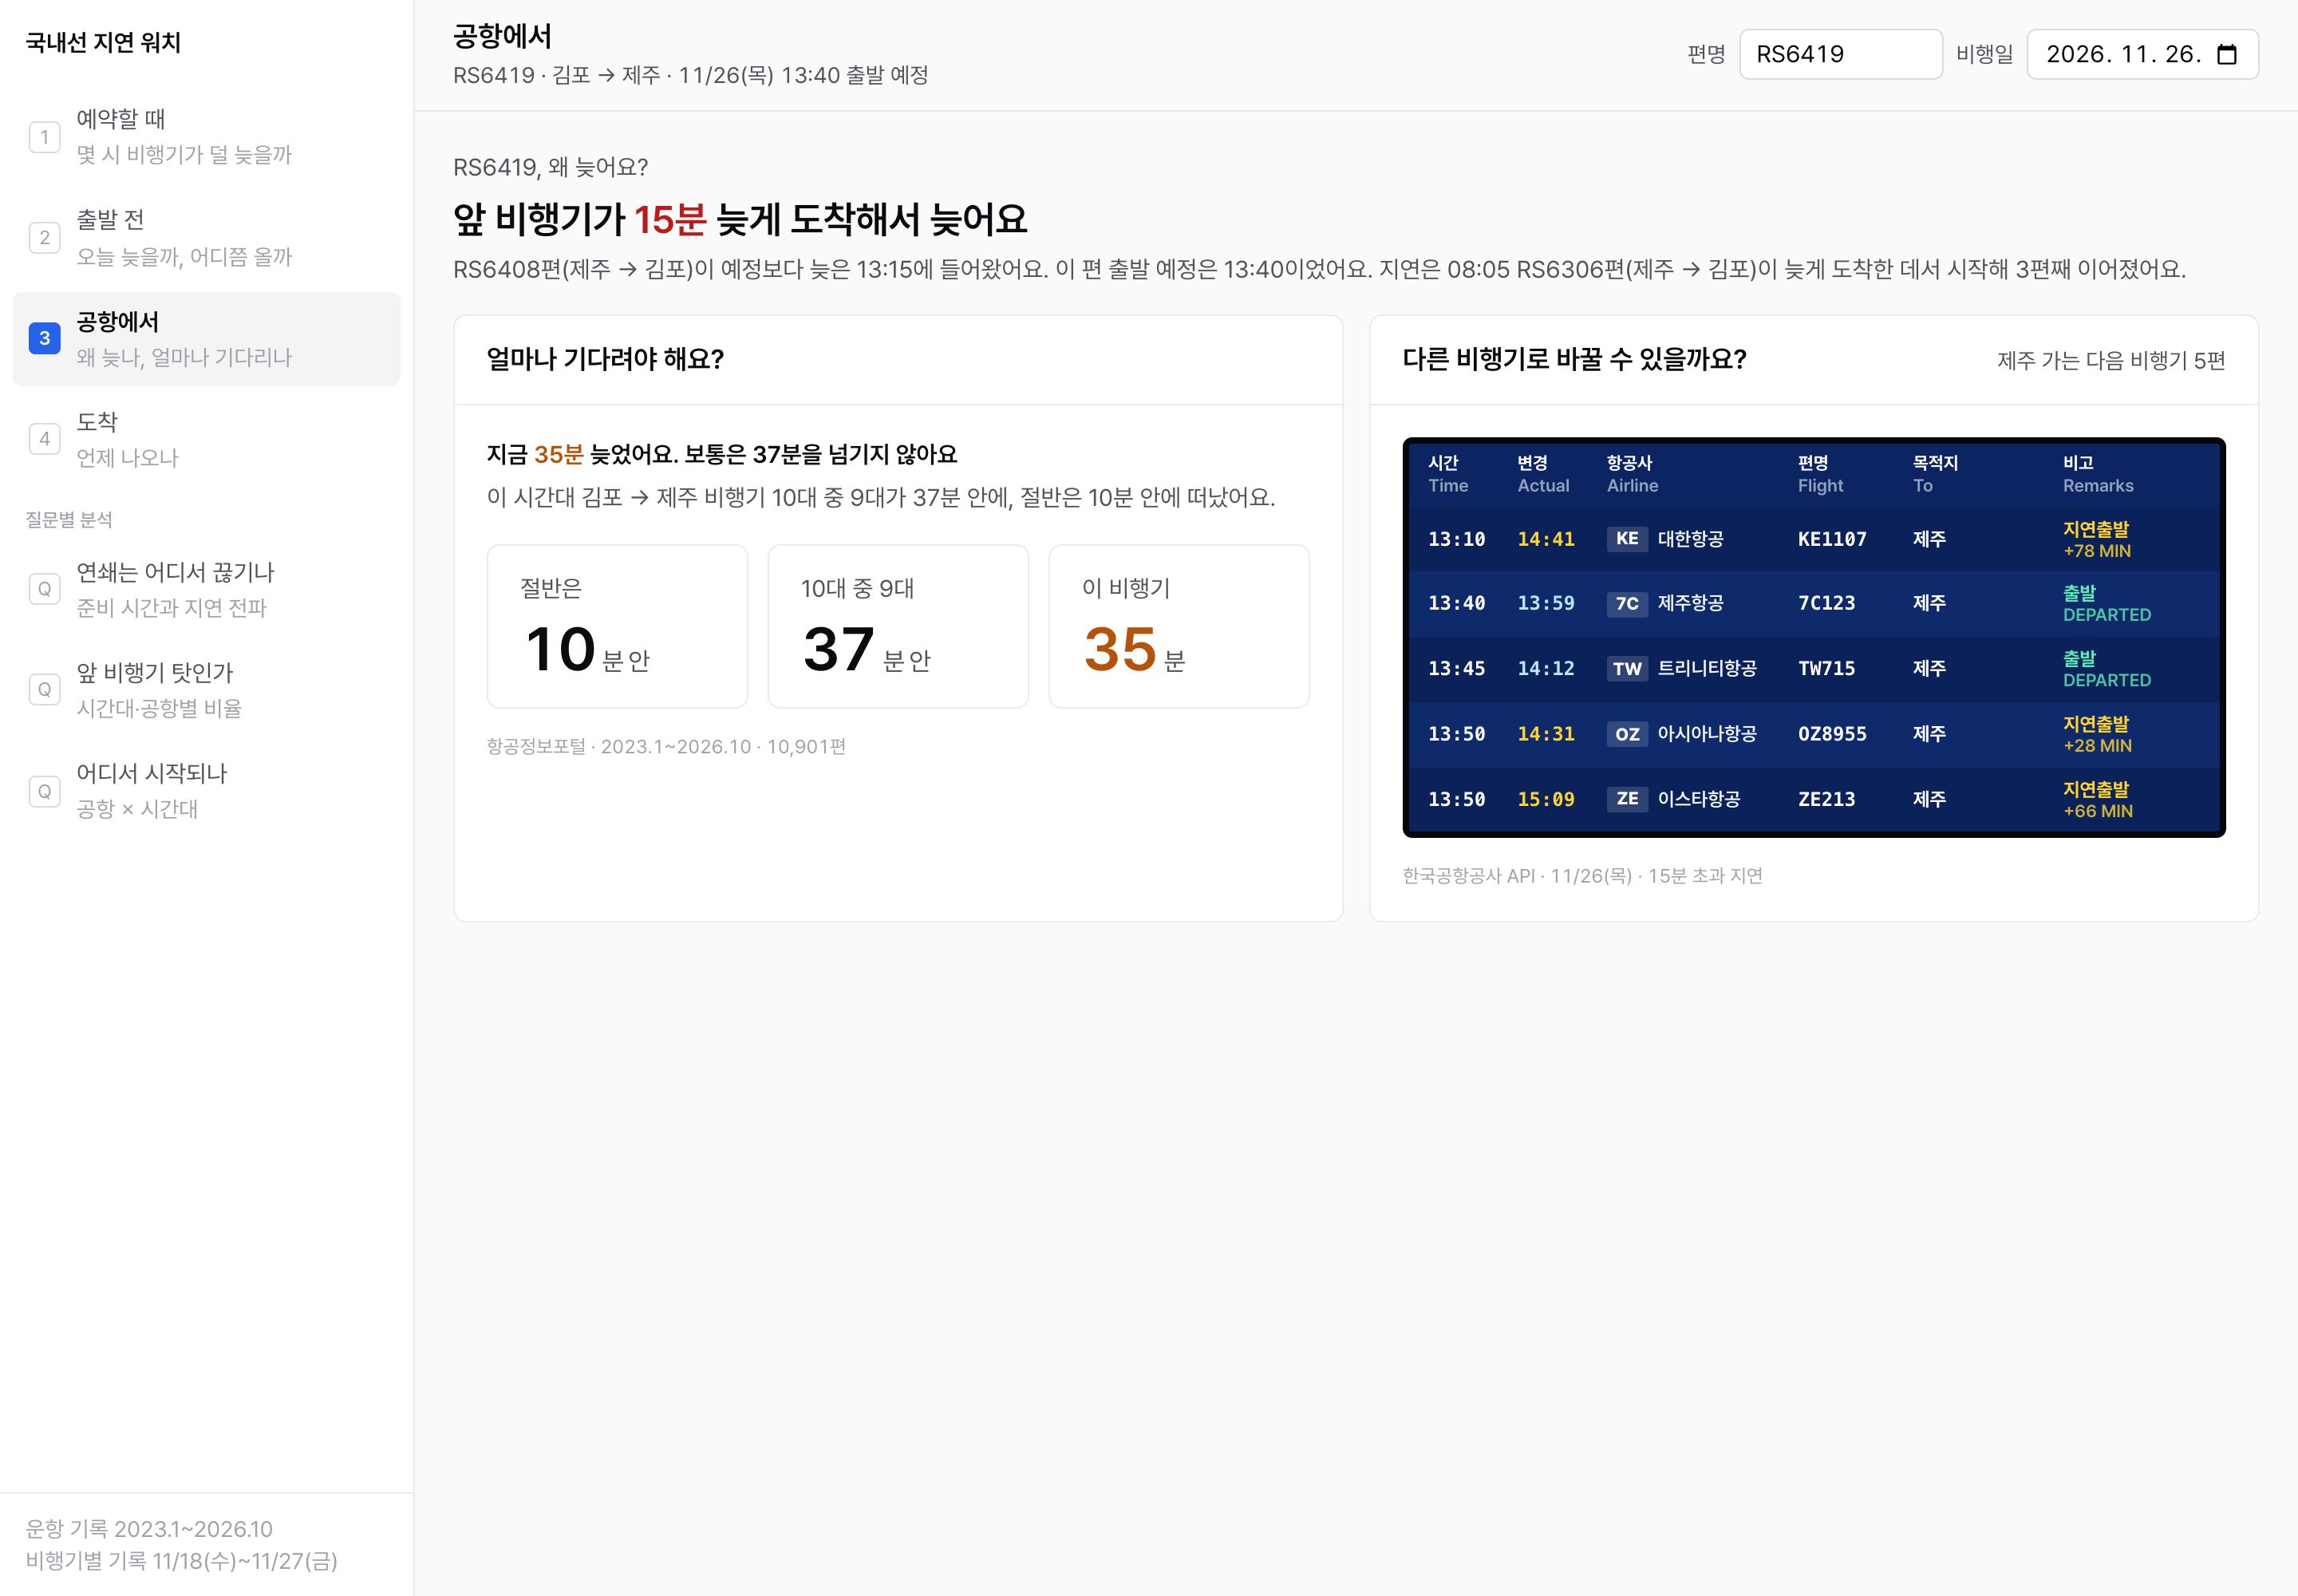 국내선 지연 워치
1
예약할 때
몇 시 비행기가 덜 늦을까
2
출발 전
오늘 늦을까, 어디쯤 올까
3
공항에서
왜 늦나, 얼마나 기다리나
4
도착
언제 나오나
질문별 분석
Q
연쇄는 어디서 끊기나
준비 시간과 지연 전파
Q
앞 비행기 탓인가
시간대·공항별 비율
Q
어디서 시작되나
공항 × 시간대
운항 기록 2023.1~2026.10
비행기별 기록 11/18(수)~11/27(금)
공항에서
RS6419 · 김포 → 제주 · 11/26(목) 13:40 출발 예정
편명 RS6419 비행일 2026. 11. 26.
RS6419, 왜 늦어요?
앞 비행기가 15분 늦게 도착해서 늦어요
RS6408편(제주 → 김포)이 예정보다 늦은 13:15에 들어왔어요. 이 편 출발 예정은 13:40이었어요. 지연은 08:05 RS6306편(제주 → 김포)이 늦게 도착한 데서 시작해 3편째 이어졌어요.
얼마나 기다려야 해요?
지금 35분 늦었어요. 보통은 37분을 넘기지 않아요
이 시간대 김포 → 제주 비행기 10대 중 9대가 37분 안에, 절반은 10분 안에 떠났어요.
절반은
10 분 안
10대 중 9대
37 분 안
이 비행기
35 분
항공정보포털 · 2023.1~2026.10 · 10,901편
다른 비행기로 바꿀 수 있을까요?
제주 가는 다음 비행기 5편
시간 변경 항공사 편명 목적지 비고
Time Actual Airline Flight To Remarks
13:10 14:41 KE 대한항공 KE1107 제주 지연출발
+78 MIN
13:40 13:59 7C 제주항공 7C123 제주 출발
DEPARTED
13:45 14:12 TW 트리니티항공 TW715 제주 출발
DEPARTED
13:50 14:31 OZ 아시아나항공 OZ8955 제주 지연출발
+28 MIN
13:50 15:09 ZE 이스타항공 ZE213 제주 지연출발
+66 MIN
한국공항공사 API · 11/26(목) · 15분 초과 지연